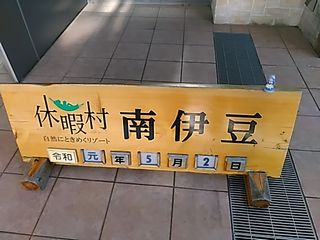 休暇村 南伊豆
自然にときめくリゾート
令和 元 年 5 月 2 日